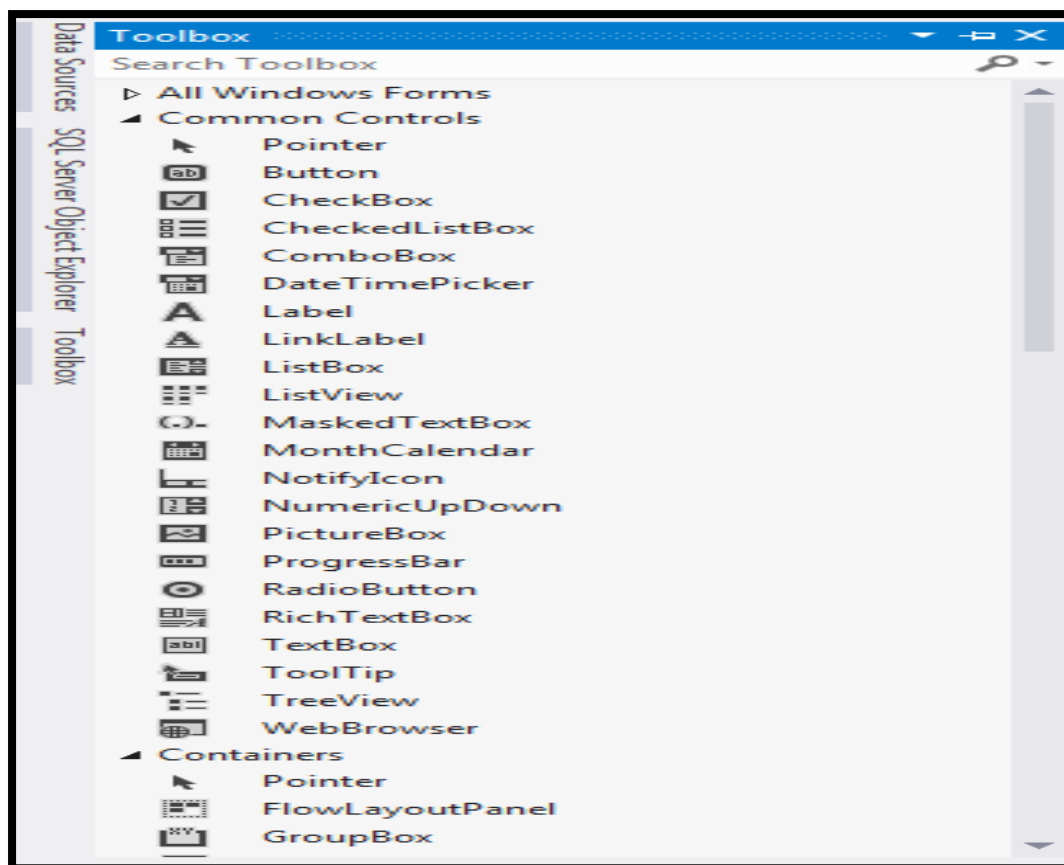 Data Sources
SQL Server Object Explorer
Toolbox
Toolbox
Search Toolbox
All Windows Forms
Common Controls
Pointer
Button
CheckBox
CheckedListBox
ComboBox
DateTimePicker
Label
LinkLabel
ListBox
ListView
MaskedTextBox
MonthCalendar
NotifyIcon
NumericUpDown
PictureBox
ProgressBar
RadioButton
RichTextBox
TextBox
ToolTip
TreeView
WebBrowser
Containers
Pointer
FlowLayoutPanel
GroupBox